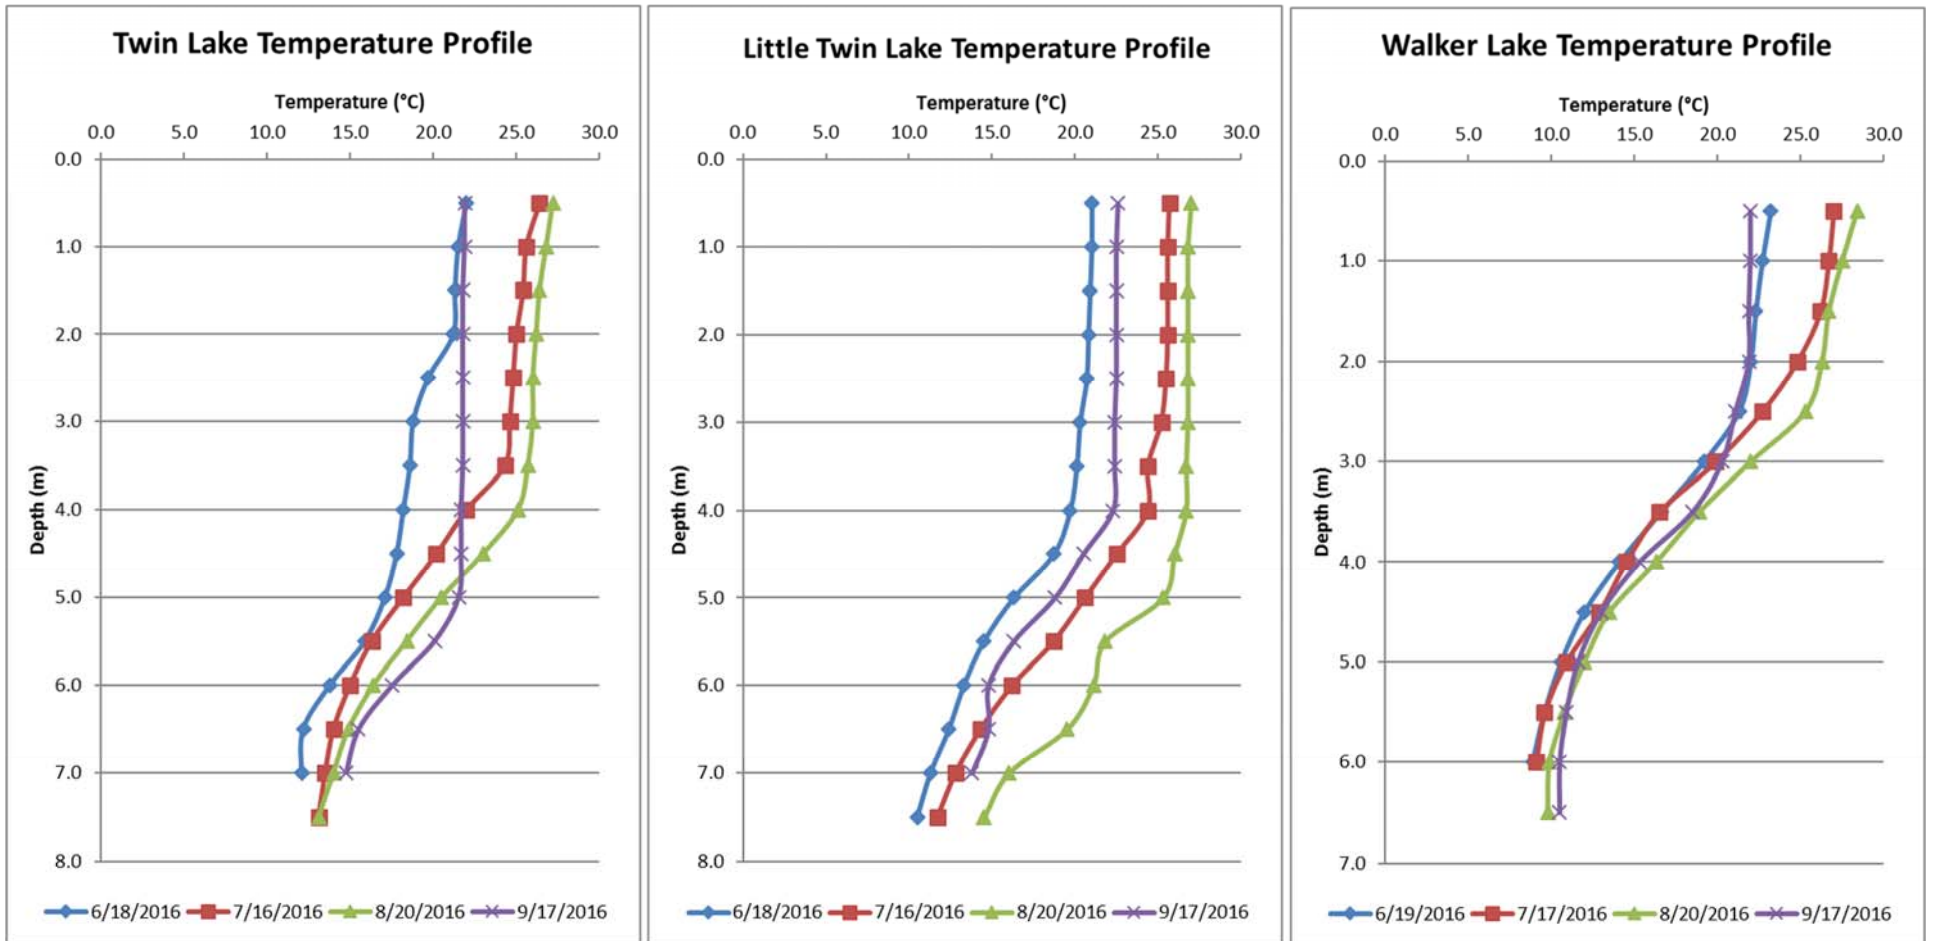 Twin Lake Temperature Profile
Temperature (°C)
0.0 5.0 10.0 15.0 20.0 25.0 30.0
0.0
1.0
2.0
3.0
4.0
5.0
6.0
7.0
8.0
Depth (m)
6/18/2016 7/16/2016 8/20/2016 9/17/2016
Little Twin Lake Temperature Profile
Temperature (°C)
0.0 5.0 10.0 15.0 20.0 25.0 30.0
0.0
1.0
2.0
3.0
4.0
5.0
6.0
7.0
8.0
Depth (m)
6/18/2016 7/16/2016 8/20/2016 9/17/2016
Walker Lake Temperature Profile
Temperature (°C)
0.0 5.0 10.0 15.0 20.0 25.0 30.0
0.0
1.0
2.0
3.0
4.0
5.0
6.0
7.0
Depth (m)
6/19/2016 7/17/2016 8/20/2016 9/17/2016